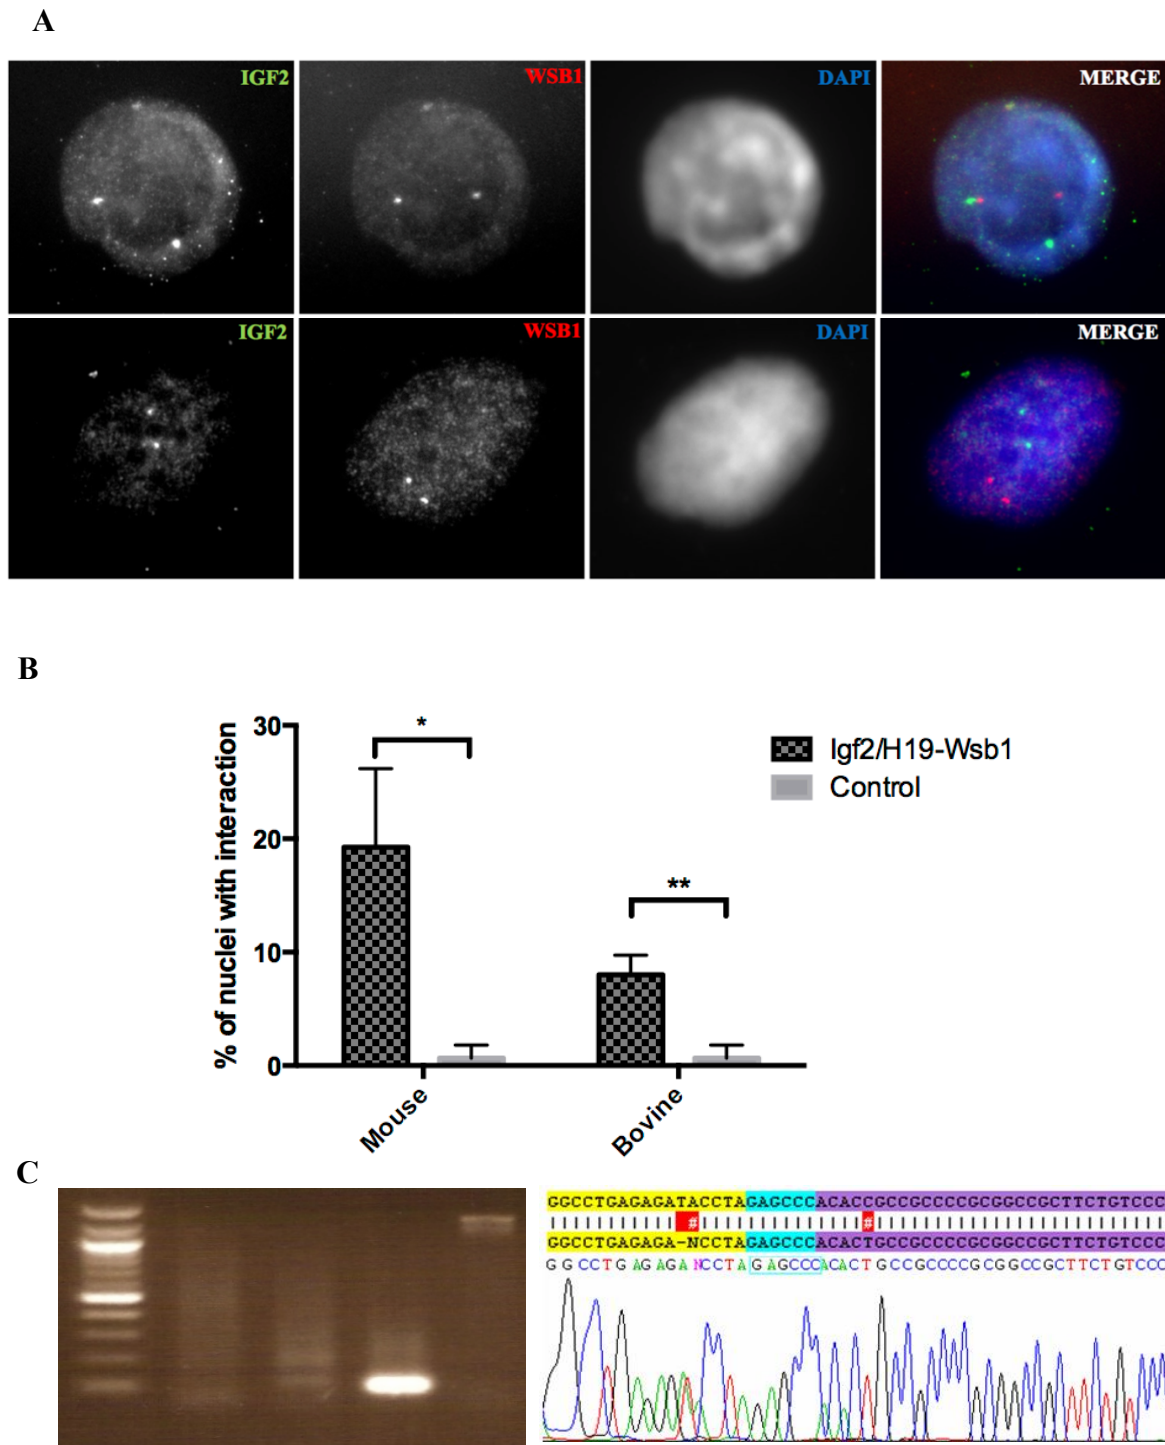 A
IGF2 WSB1 DAPI MERGE
IGF2 WSB1 DAPI MERGE
B
% of nuclei with interaction
30
20
10
0
*
**
Igf2/H19-Wsb1
Control
Mouse
Bovine
C
GGCCTGAGAGATACCTAGAGCCCACACCGCCGCCCCGCGGCCGCTTCTGTCCC
# #
GGCCTGAGAGA-NCCTAGAGCCCACACTGCCGCCCCGCGGCCGCTTCTGTCCC
GGCCTGAGAGANCCTAGAGCCCACACTGCCGCCCCGCGGCCGCTTCTGTCCC